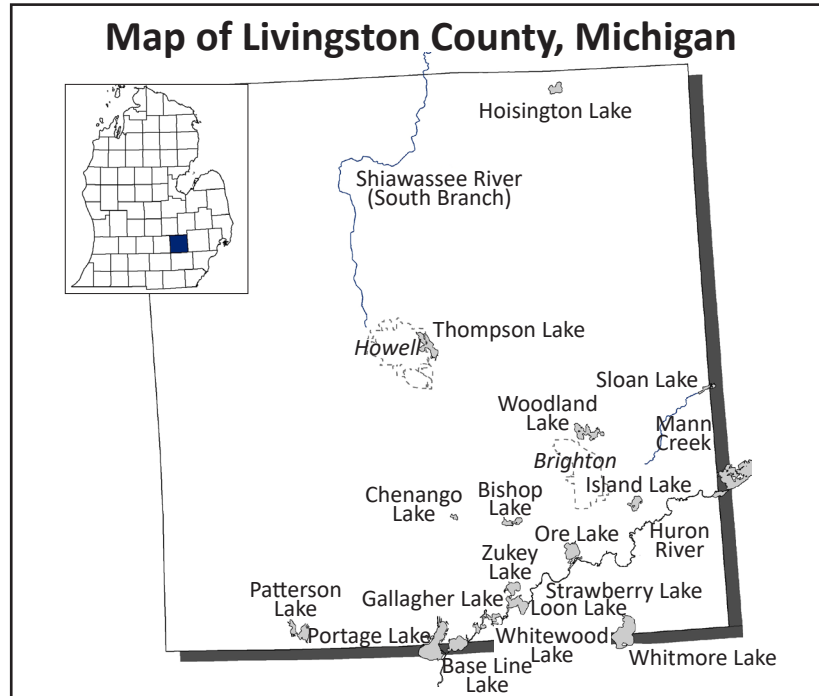 Map of Livingston County, Michigan
Hoisington Lake
Shiawassee River
(South Branch)
Thompson Lake
Howell
Sloan Lake
Woodland
Lake
Mann
Creek
Brighton
Island Lake
Chenango
Lake
Bishop
Lake
Ore Lake
Huron
River
Zukey
Lake
Patterson
Lake
Gallagher Lake
Strawberry Lake
Loon Lake
Portage Lake
Whitewood
Lake
Whitmore Lake
Base Line
Lake